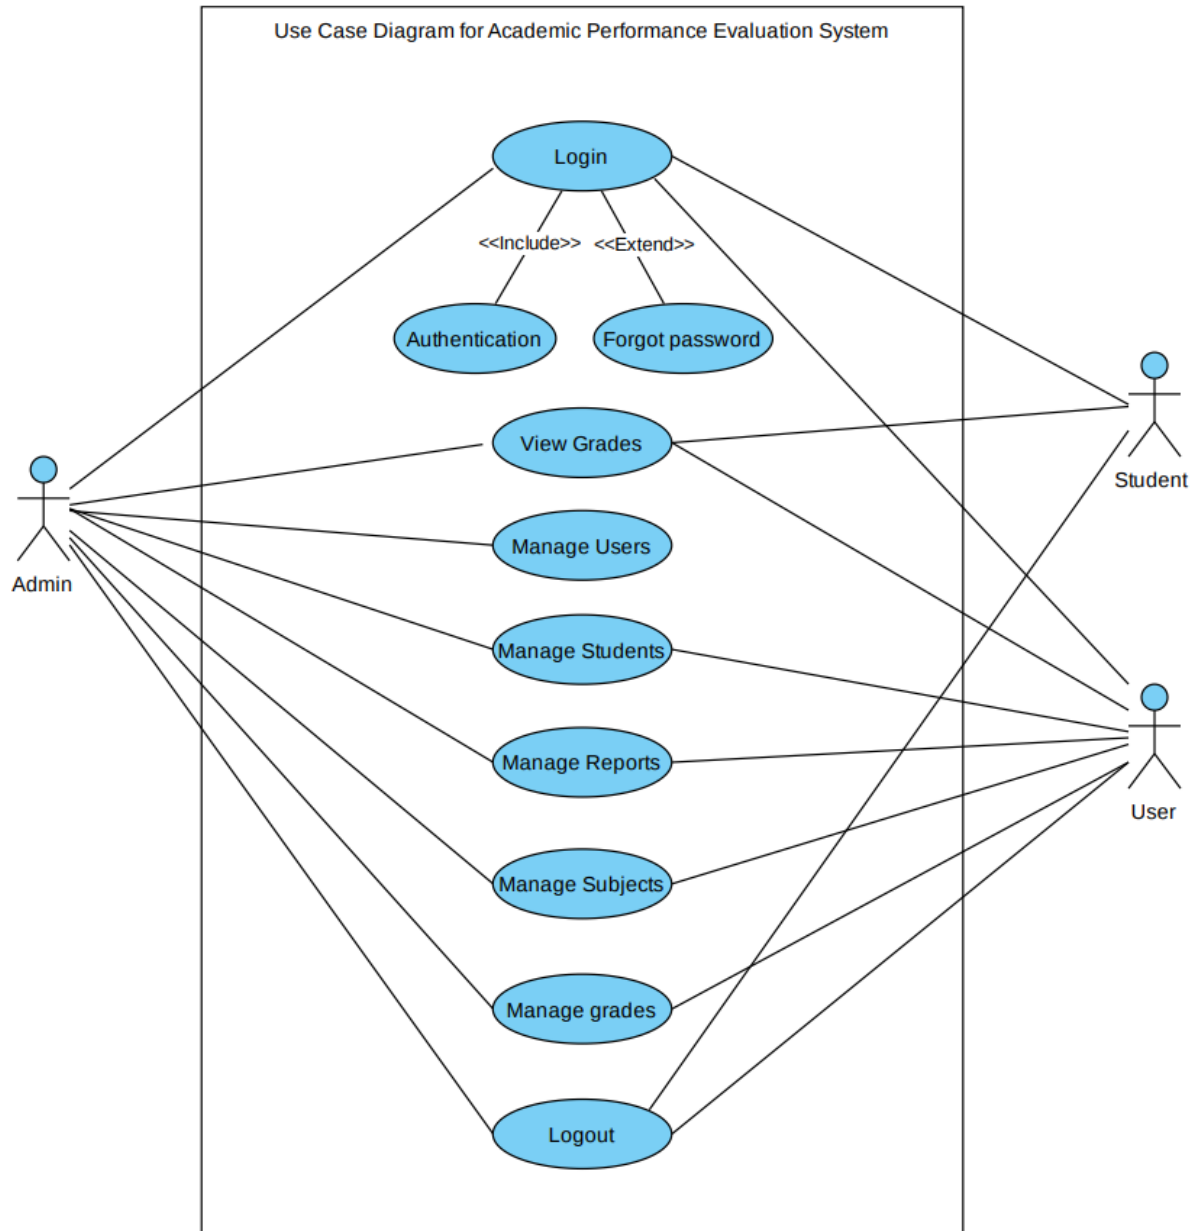 Use Case Diagram for Academic Performance Evaluation System
Login
<<Include>>
<<Extend>>
Authentication
Forgot password
View Grades
Student
Manage Users
Admin
Manage Students
Manage Reports
User
Manage Subjects
Manage grades
Logout